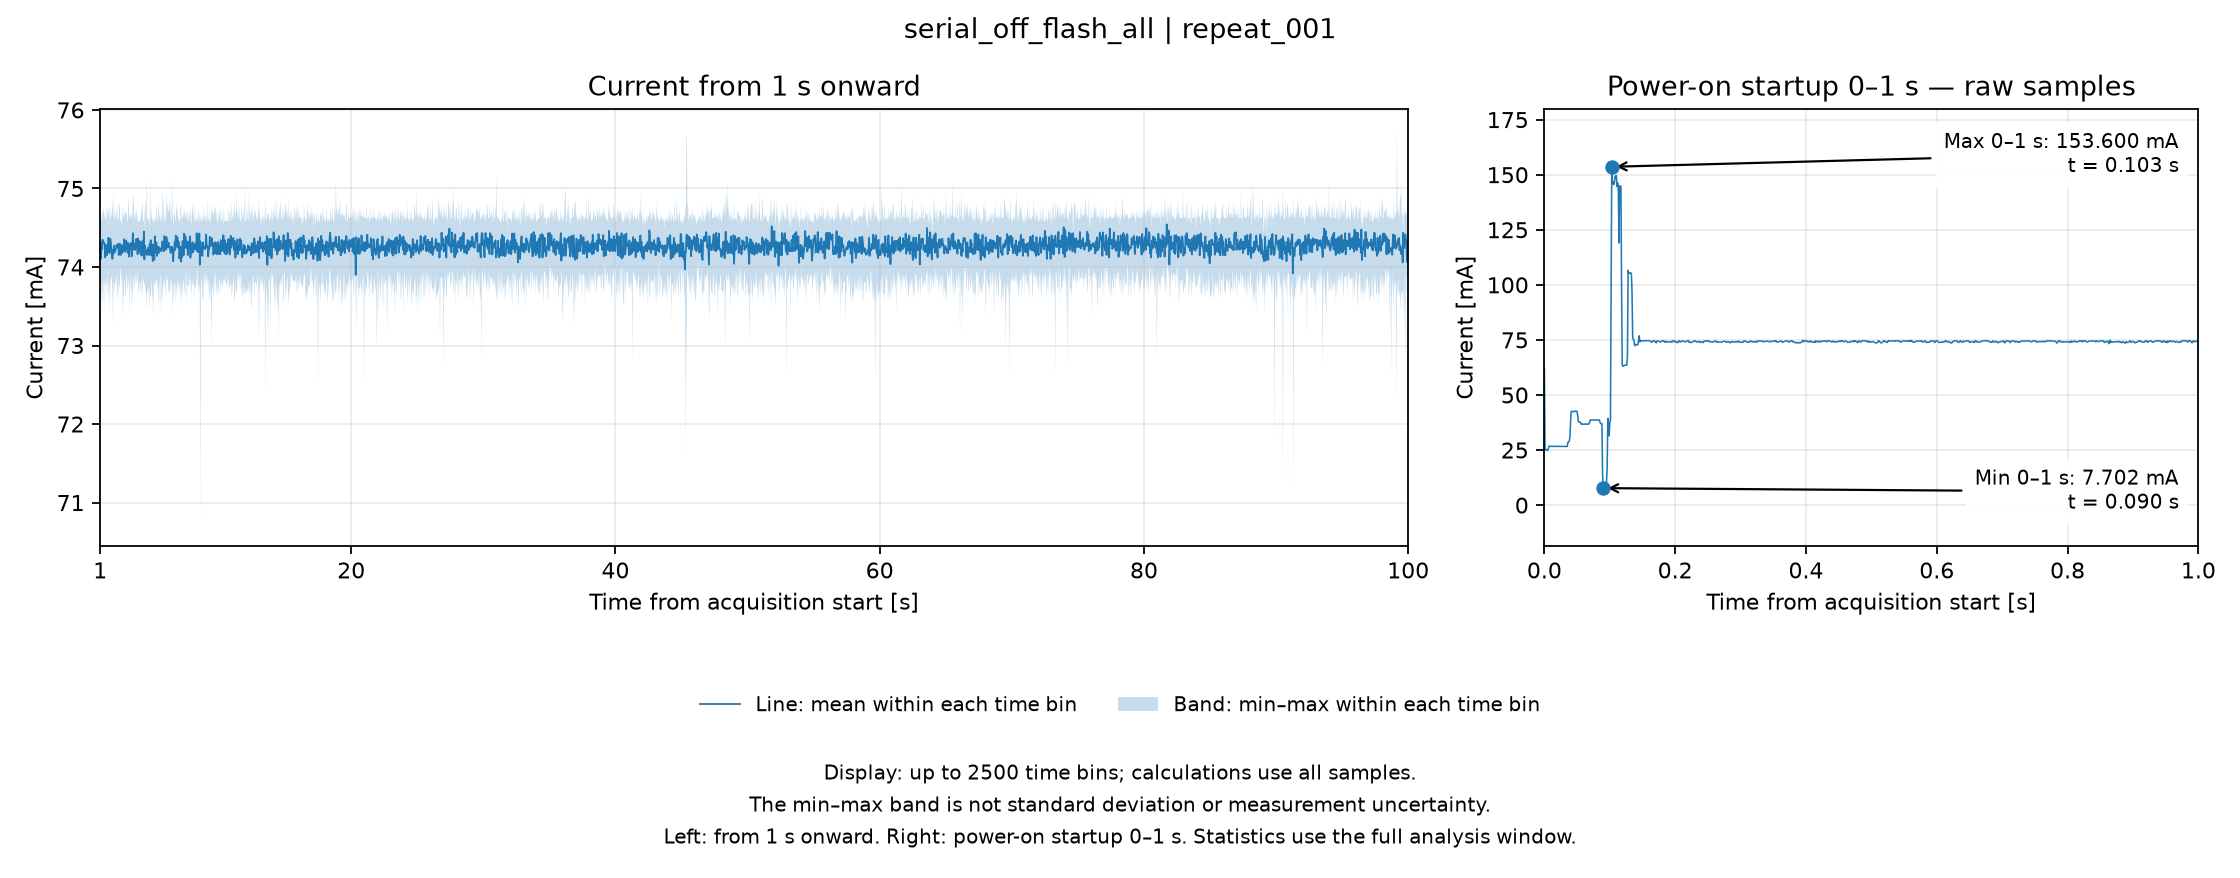 serial_off_flash_all | repeat_001
Current from 1 s onward
Current [mA]
76
75
74
73
72
71
1
20
40
60
80
100
Time from acquisition start [s]
Power-on startup 0–1 s — raw samples
Current [mA]
175
150
125
100
75
50
25
0
Max 0–1 s: 153.600 mA
t = 0.103 s
Min 0–1 s: 7.702 mA
t = 0.090 s
0.0
0.2
0.4
0.6
0.8
1.0
Time from acquisition start [s]
Line: mean within each time bin
Band: min–max within each time bin
Display: up to 2500 time bins; calculations use all samples.
The min–max band is not standard deviation or measurement uncertainty.
Left: from 1 s onward. Right: power-on startup 0–1 s. Statistics use the full analysis window.